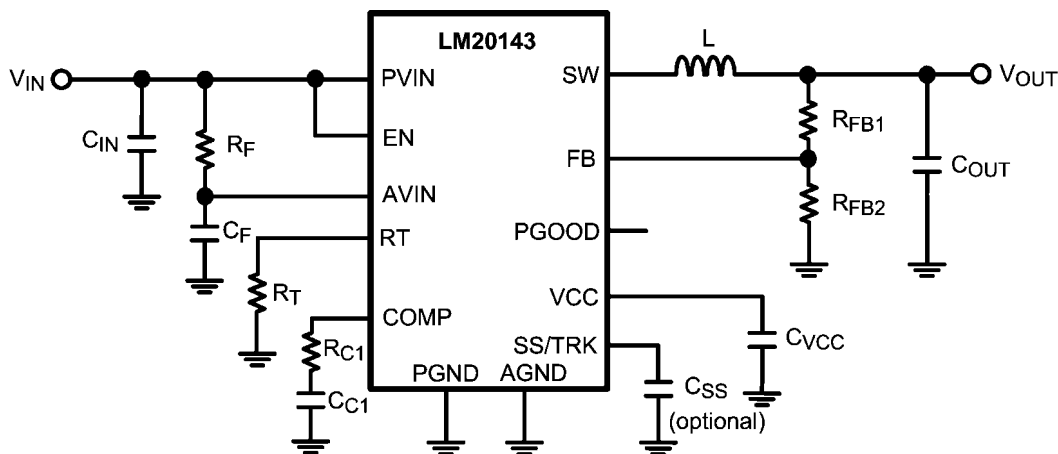 LM20143
L
VIN
PVIN
SW
VOUT
RFB1
CIN
RF
EN
FB
COUT
AVIN
RFB2
CF
RT
PGOOD
RT
VCC
COMP
CVCC
RC1
SS/TRK
PGND
AGND
CC1
CSS
(optional)